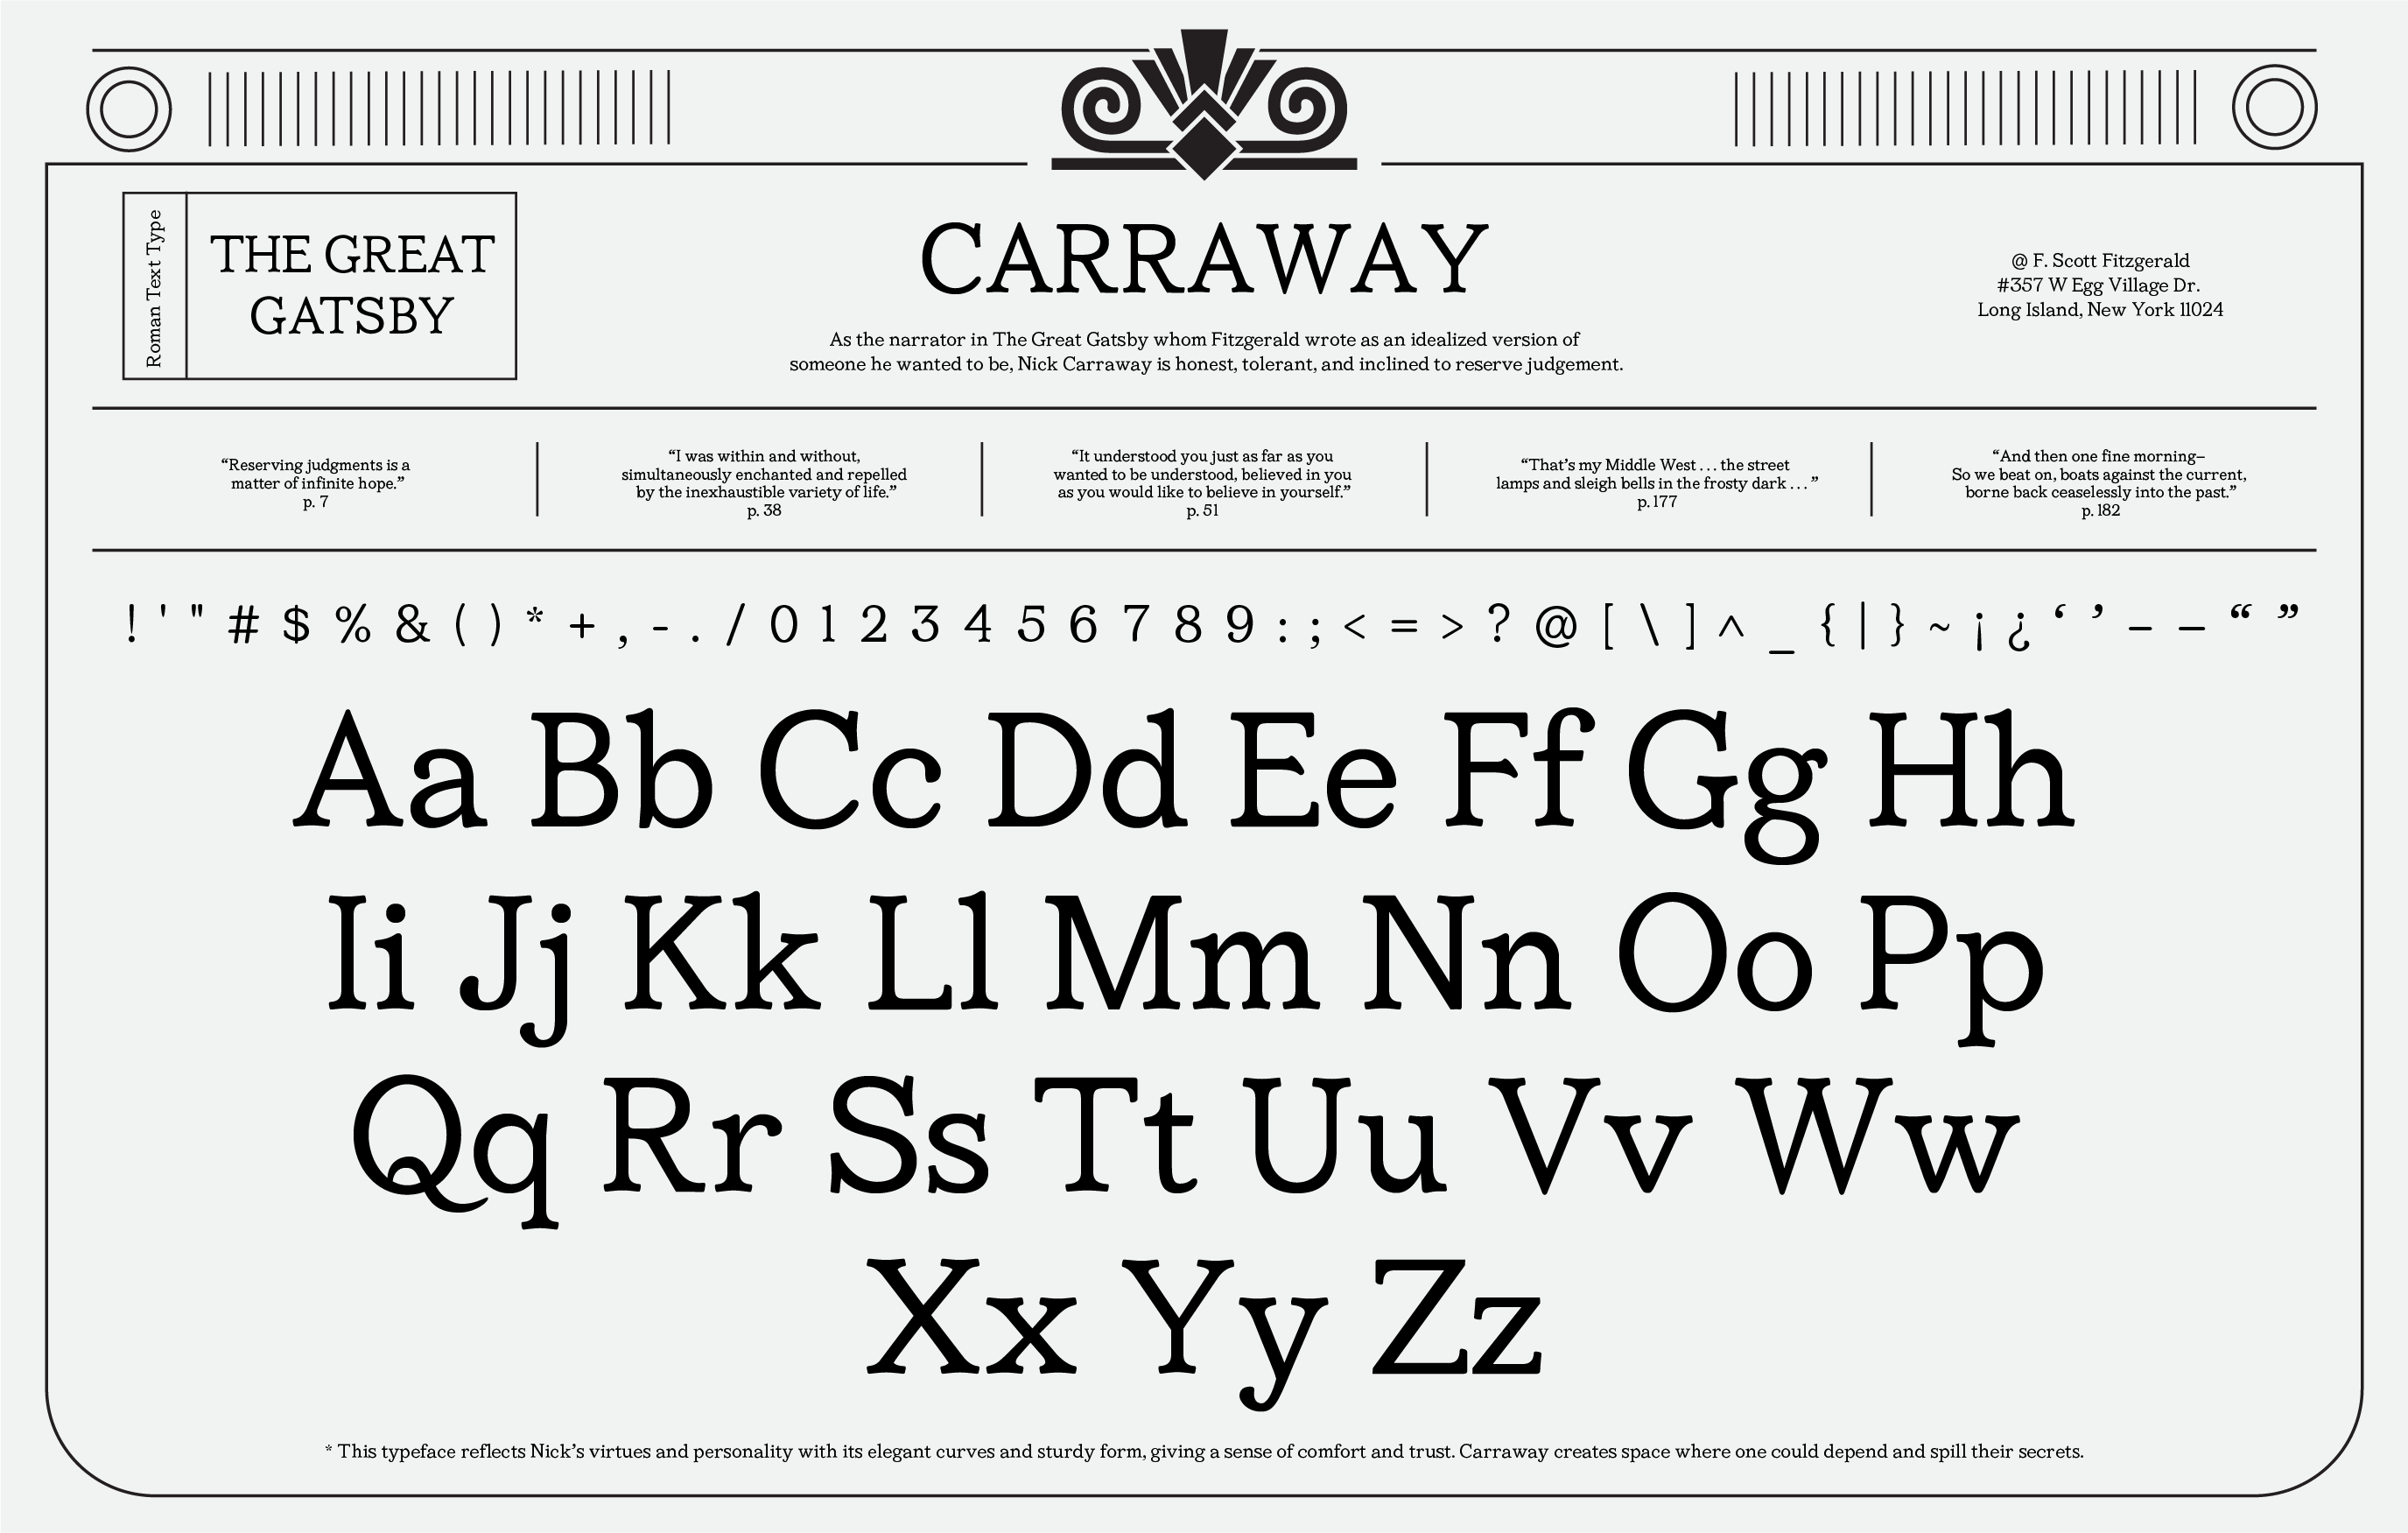 Roman Text Type
THE GREAT
GATSBY
CARRAWAY
As the narrator in The Great Gatsby whom Fitzgerald wrote as an idealized version of
someone he wanted to be, Nick Carraway is honest, tolerant, and inclined to reserve judgement.
@ F. Scott Fitzgerald
#357 W Egg Village Dr.
Long Island, New York 11024
“Reserving judgments is a
matter of infinite hope.”
p. 7
“I was within and without,
simultaneously enchanted and repelled
by the inexhaustible variety of life.”
p. 38
“It understood you just as far as you
wanted to be understood, believed in you
as you would like to believe in yourself.”
p. 51
“That’s my Middle West . . . the street
lamps and sleigh bells in the frosty dark . . . ”
p. 177
“And then one fine morning–
So we beat on, boats against the current,
borne back ceaselessly into the past.”
p. 182
! ' " # $ % & ( ) * + , - . / 0 1 2 3 4 5 6 7 8 9 : ; < = > ? @ [ \ ] ^ _ { | } ~ ¡ ¿ ‘ ’ – – “ ”
Aa Bb Cc Dd Ee Ff Gg Hh
Ii Jj Kk Ll Mm Nn Oo Pp
Qq Rr Ss Tt Uu Vv Ww
Xx Yy Zz
* This typeface reflects Nick’s virtues and personality with its elegant curves and sturdy form, giving a sense of comfort and trust. Carraway creates space where one could depend and spill their secrets.